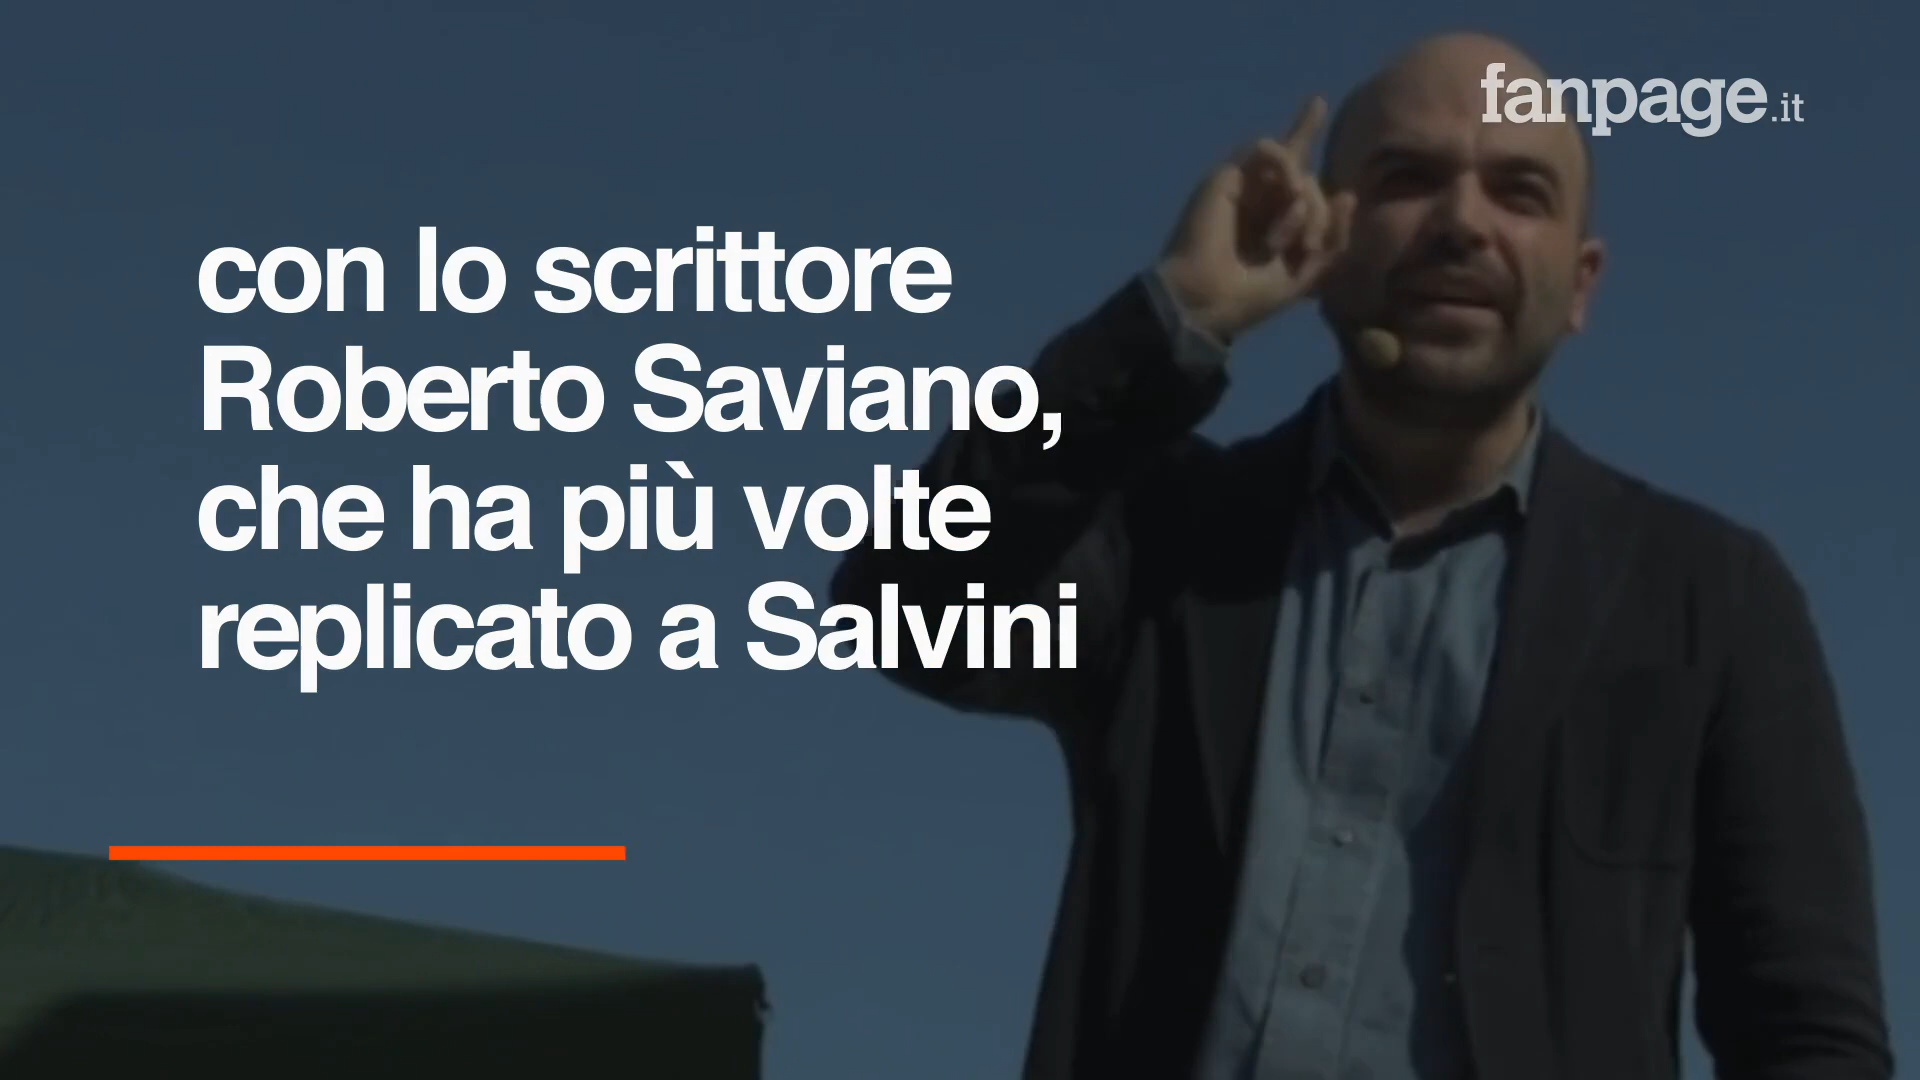 fanpage.it
con lo scrittore
Roberto Saviano,
che ha più volte
replicato a Salvini